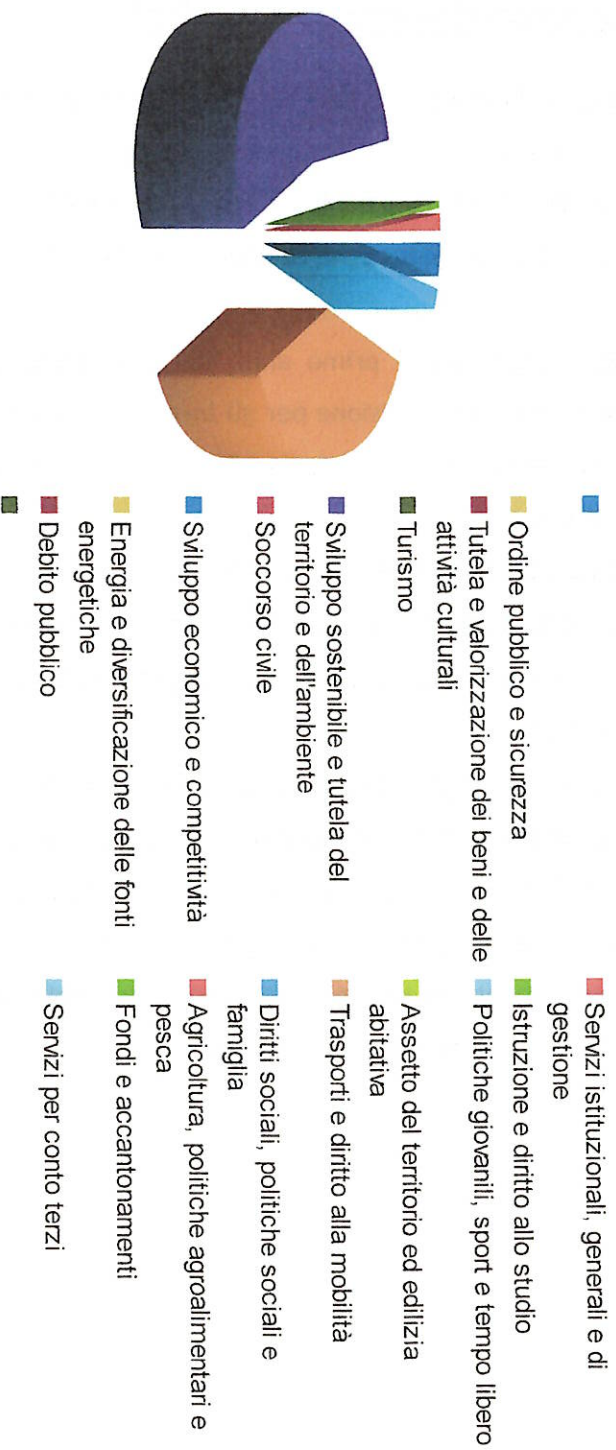 Ordine pubblico e sicurezza
Tutela e valorizzazione dei beni e delle
attività culturali
Turismo
Sviluppo sostenibile e tutela del
territorio e dell'ambiente
Soccorso civile
Sviluppo economico e competitività
Energia e diversificazione delle fonti
energetiche
Debito pubblico
Servizi istituzionali, generali e di
gestione
Istruzione e diritto allo studio
Politiche giovanili, sport e tempo libero
Assetto del territorio ed edilizia
abitativa
Trasporti e diritto alla mobilità
Diritti sociali, politiche sociali e
famiglia
Agricoltura, politiche agroalimentari e
pesca
Fondi e accantonamenti
Servizi per conto terzi